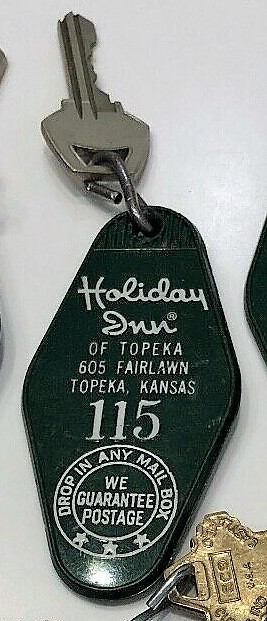 Holiday
Inn®
OF TOPEKA
605 FAIRLAWN
TOPEKA, KANSAS
115
DROP IN ANY MAIL BOX
WE
GUARANTEE
POSTAGE